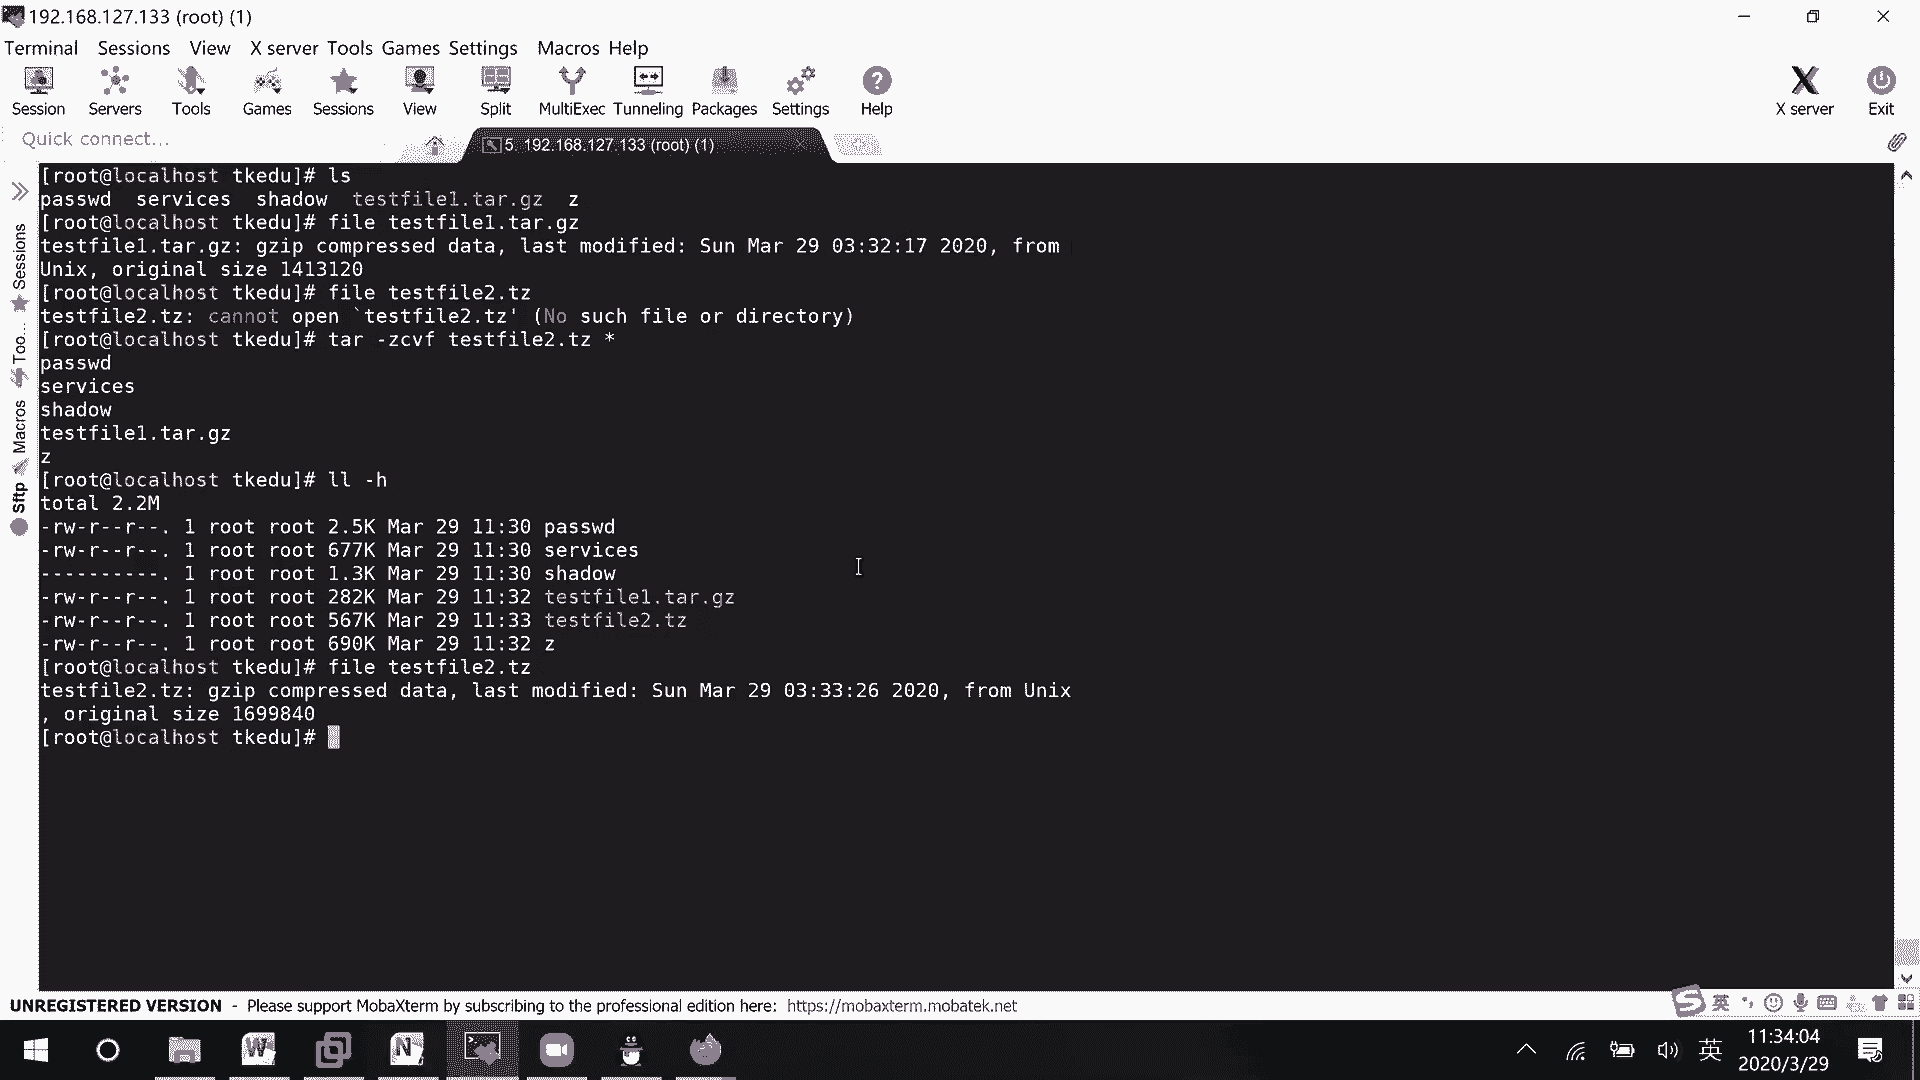 192.168.127.133 (root) (1)
Terminal Sessions View X server Tools Games Settings Macros Help
Session Servers Tools Games Sessions View Split MultiExec Tunneling Packages Settings Help X server Exit
Quick connect...
5. 192.168.127.133 (root) (1)
Sessions
Too...
Macros
Sftp
[root@localhost tkedu]# ls
passwd services shadow testfile1.tar.gz z
[root@localhost tkedu]# file testfile1.tar.gz
testfile1.tar.gz: gzip compressed data, last modified: Sun Mar 29 03:32:17 2020, from
Unix, original size 1413120
[root@localhost tkedu]# file testfile2.tz
testfile2.tz: cannot open `testfile2.tz' (No such file or directory)
[root@localhost tkedu]# tar -zcvf testfile2.tz *
passwd
services
shadow
testfile1.tar.gz
z
[root@localhost tkedu]# ll -h
total 2.2M
-rw-r--r--. 1 root root 2.5K Mar 29 11:30 passwd
-rw-r--r--. 1 root root 677K Mar 29 11:30 services
----------. 1 root root 1.3K Mar 29 11:30 shadow
-rw-r--r--. 1 root root 282K Mar 29 11:32 testfile1.tar.gz
-rw-r--r--. 1 root root 567K Mar 29 11:33 testfile2.tz
-rw-r--r--. 1 root root 690K Mar 29 11:32 z
[root@localhost tkedu]# file testfile2.tz
testfile2.tz: gzip compressed data, last modified: Sun Mar 29 03:33:26 2020, from Unix
, original size 1699840
[root@localhost tkedu]#
UNREGISTERED VERSION - Please support MobaXterm by subscribing to the professional edition here: https://mobaxterm.mobatek.net
英
英
11:34:04
2020/3/29